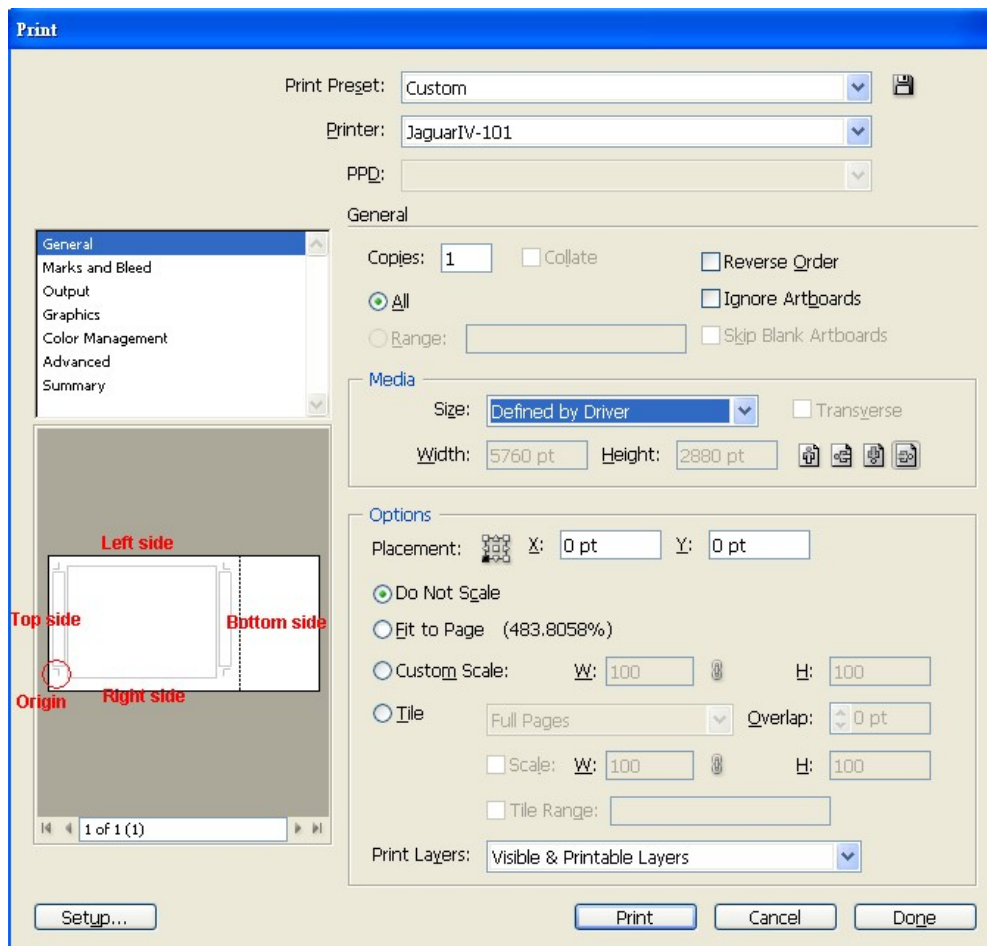 Print
Print Preset: Custom
Printer: JaguarIV-101
PPD:
General
Marks and Bleed
Output
Graphics
Color Management
Advanced
Summary
General
Copies: 1 Collate Reverse Order
All Ignore Artboards
Range: Skip Blank Artboards
Media
Size: Defined by Driver Transverse
Width: 5760 pt Height: 2880 pt
Left side
Top side
Bottom side
Origin
Right side
1 of 1 (1)
Options
Placement: X: 0 pt Y: 0 pt
Do Not Scale
Fit to Page (483.8058%)
Custom Scale: W: 100 H: 100
Tile Full Pages Overlap: 0 pt
Scale: W: 100 H: 100
Tile Range:
Print Layers: Visible & Printable Layers
Setup... Print Cancel Done